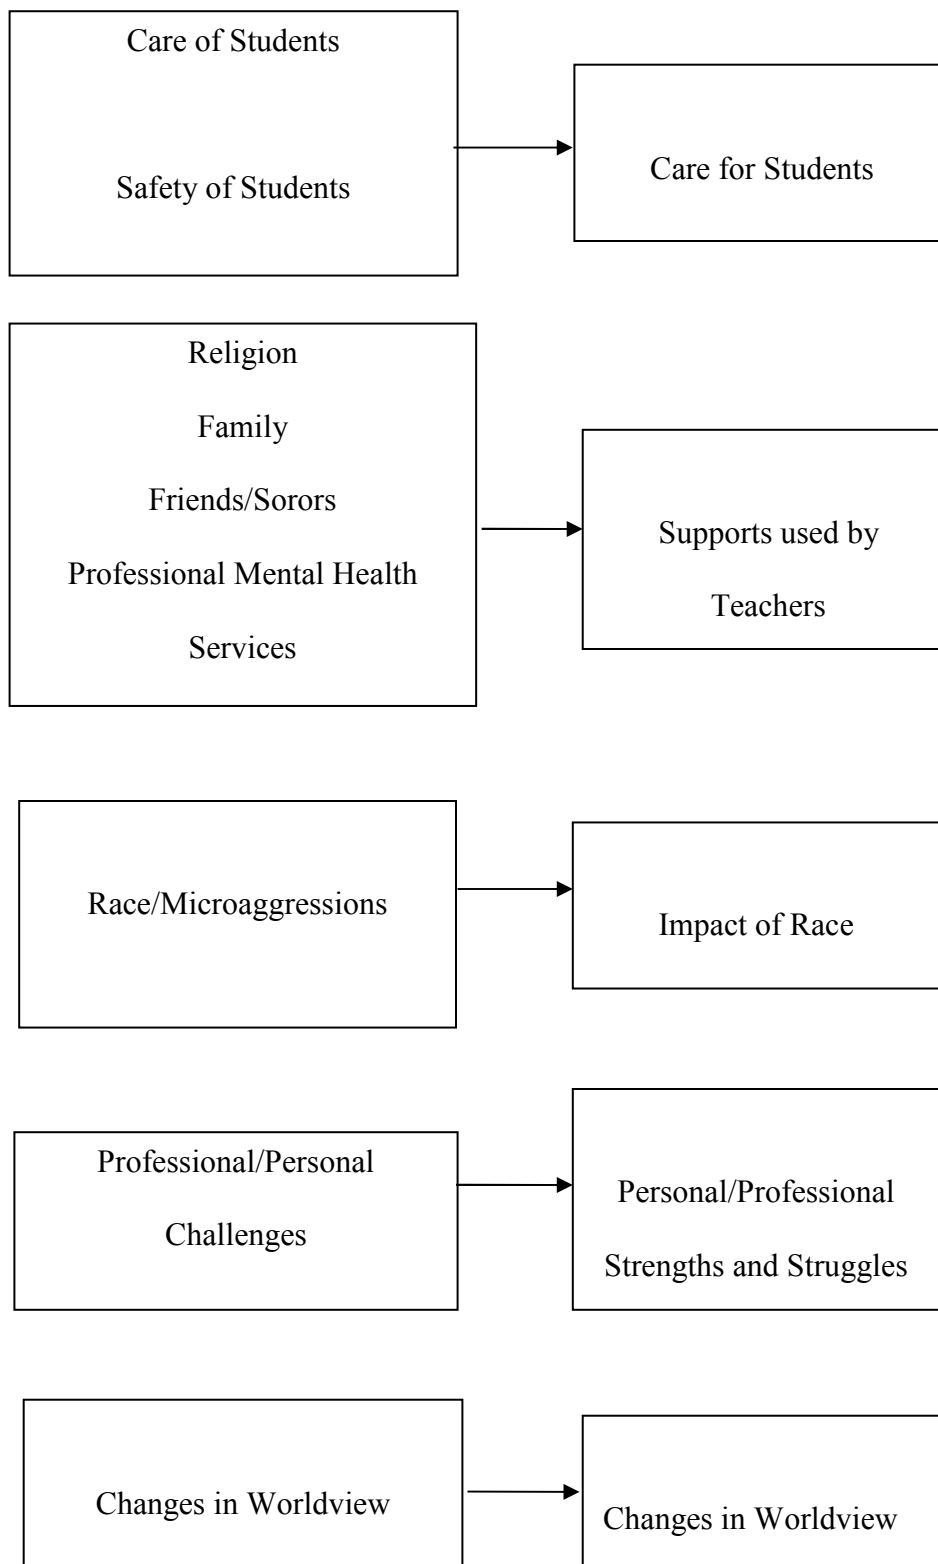 Care of Students
Safety of Students
Care for Students
Religion
Family
Friends/Sorors
Professional Mental Health
Services
Supports used by
Teachers
Race/Microaggressions
Impact of Race
Professional/Personal
Challenges
Personal/Professional
Strengths and Struggles
Changes in Worldview
Changes in Worldview